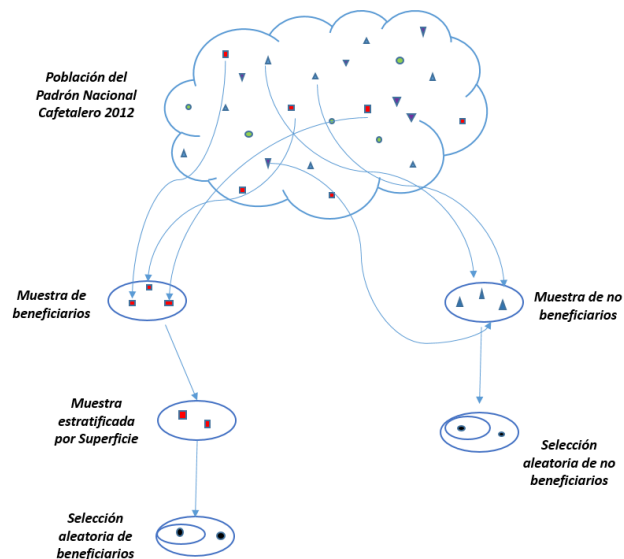 Población del
Padrón Nacional
Cafetalero 2012
Muestra de
beneficiarios
Muestra de no
beneficiarios
Muestra
estratificada
por Superficie
Selección
aleatoria de no
beneficiarios
Selección
aleatoria de
beneficiarios